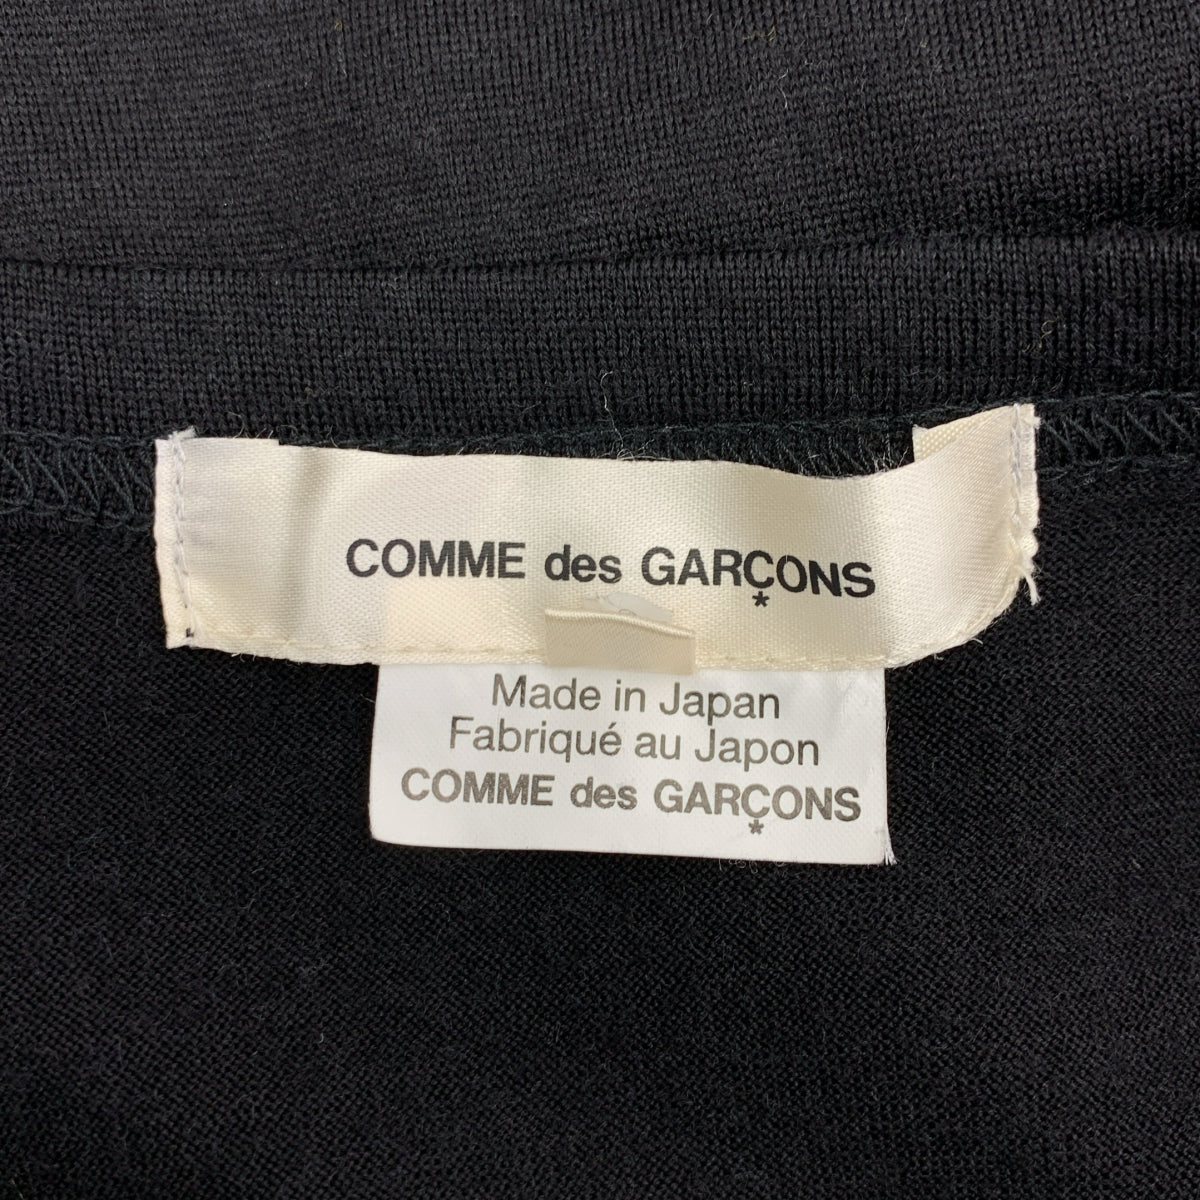 COMME des GARÇONS
*
Made in Japan
Fabriqué au Japon
COMME des GARÇONS
*